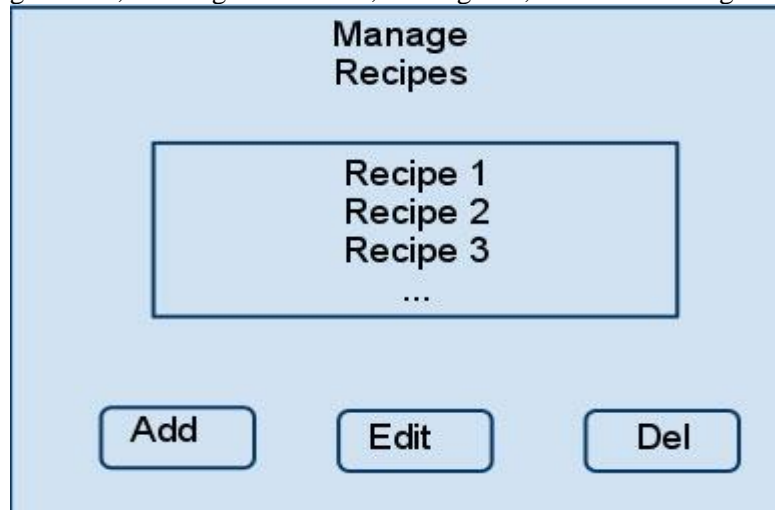 Manage
Recipes
Recipe 1
Recipe 2
Recipe 3
...
Add
Edit
Del